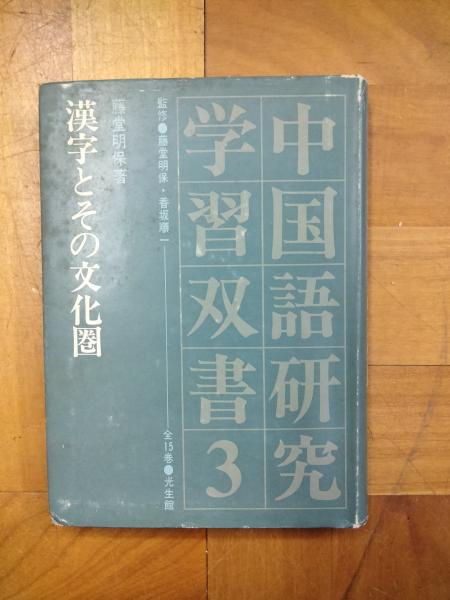 中国語研究
学習双書3
監修●藤堂明保・香坂順一
全15巻●光生館
藤堂明保著
漢字とその文化圏